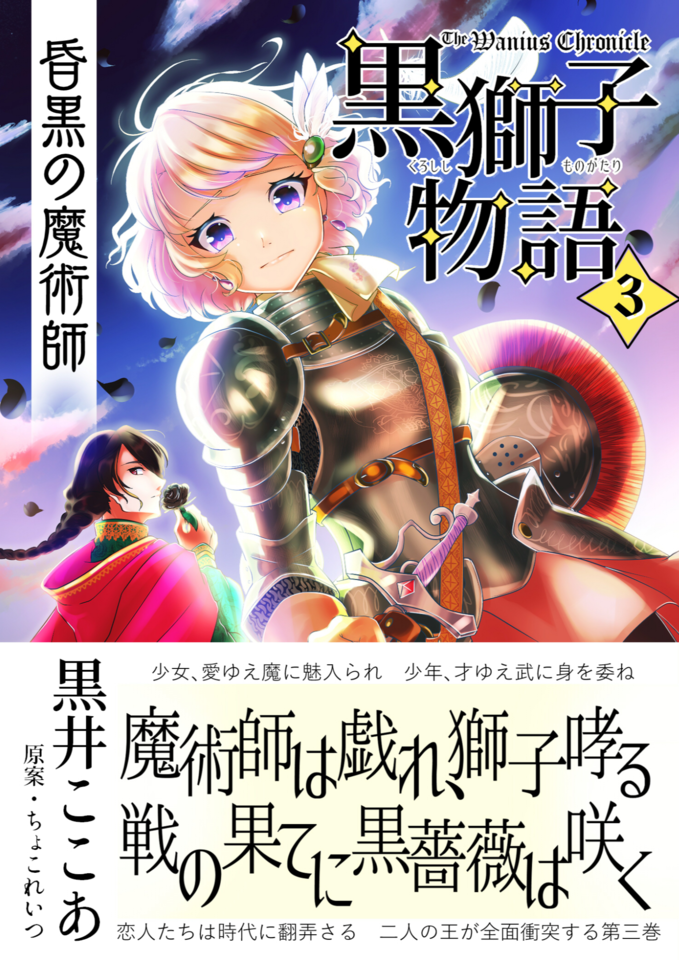 The Wanius Chronicle
黒獅子
くろしし ものがたり
物語
3
昏黒の魔術師
少女、愛ゆえ魔に魅入られ 少年、才ゆえ武に身を委ね
魔術師は戯れ、獅子哮る
戦の果てに黒薔薇は咲く
恋人たちは時代に翻弄さる 二人の王が全面衝突する第三巻
黒井ここあ
原案・ちょこれいつ